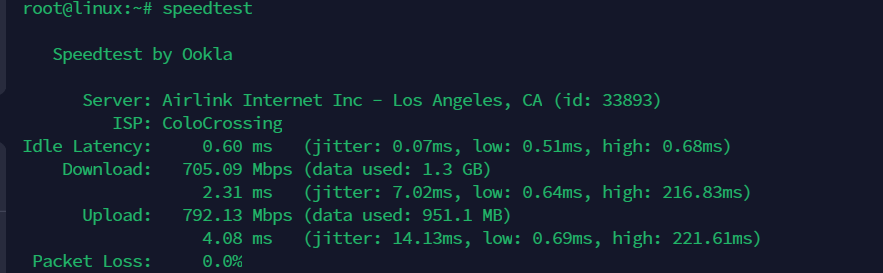 root@linux:~# speedtest
Speedtest by Ookla
Server: Airlink Internet Inc - Los Angeles, CA (id: 33893)
ISP: ColoCrossing
Idle Latency: 0.60 ms (jitter: 0.07ms, low: 0.51ms, high: 0.68ms)
Download: 705.09 Mbps (data used: 1.3 GB)
2.31 ms (jitter: 7.02ms, low: 0.64ms, high: 216.83ms)
Upload: 792.13 Mbps (data used: 951.1 MB)
4.08 ms (jitter: 14.13ms, low: 0.69ms, high: 221.61ms)
Packet Loss: 0.0%